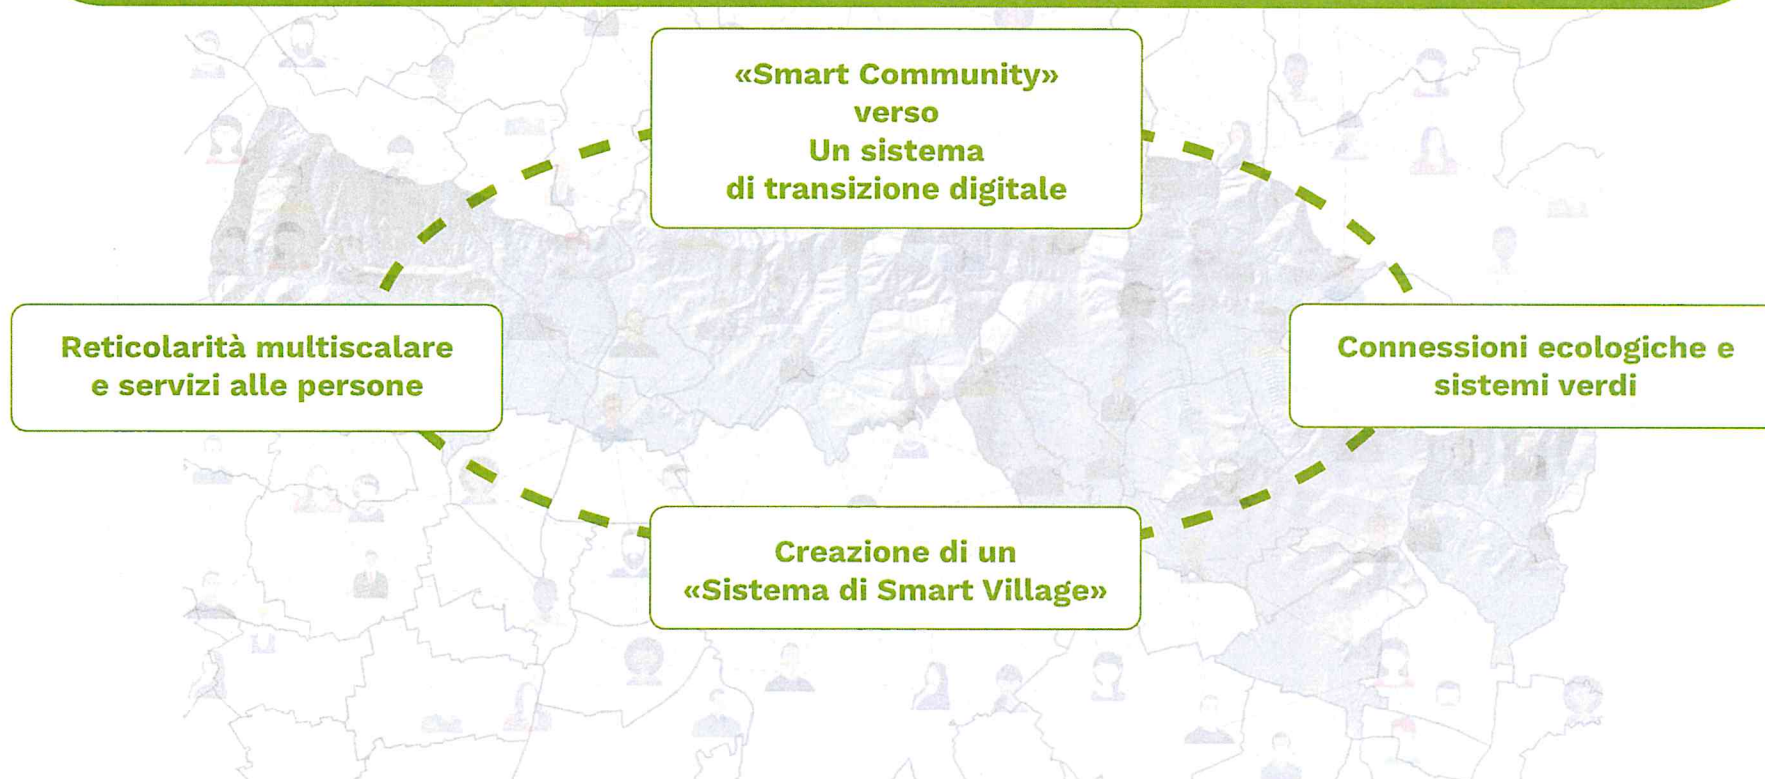 «Smart Community»
verso
Un sistema
di transizione digitale
Reticolarità multiscalare
e servizi alle persone
Connessioni ecologiche e
sistemi verdi
Creazione di un
«Sistema di Smart Village»